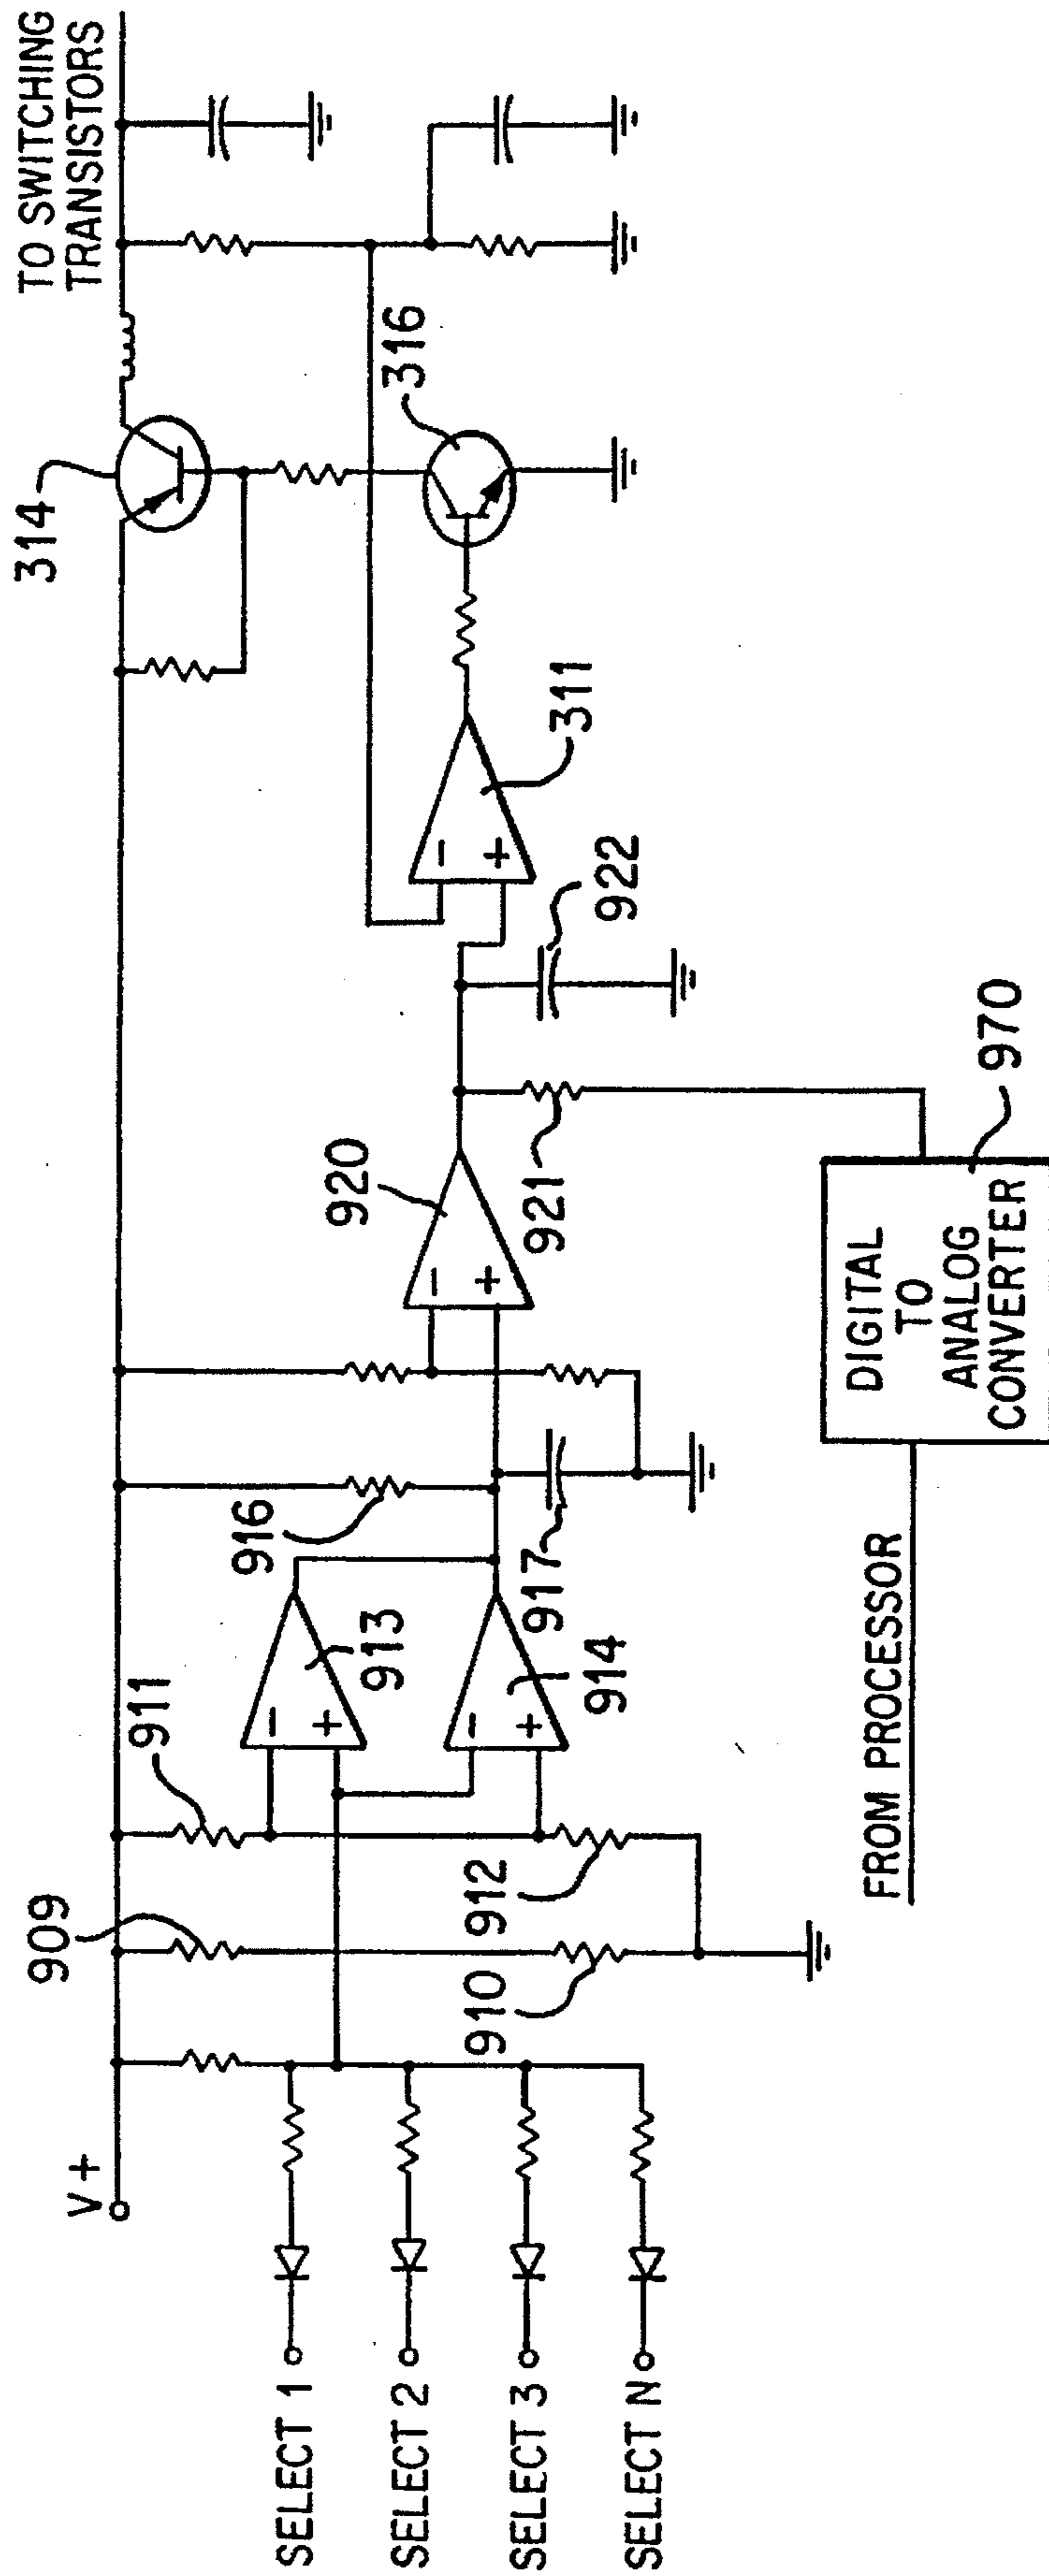 V+
SELECT 1
SELECT 2
SELECT 3
SELECT N
909
910
911
912
913
914
916
917
920
921
922
311
314
316
TO SWITCHING
TRANSISTORS
-
+
-
+
-
+
-
+
FROM PROCESSOR
DIGITAL
TO
ANALOG
CONVERTER
970